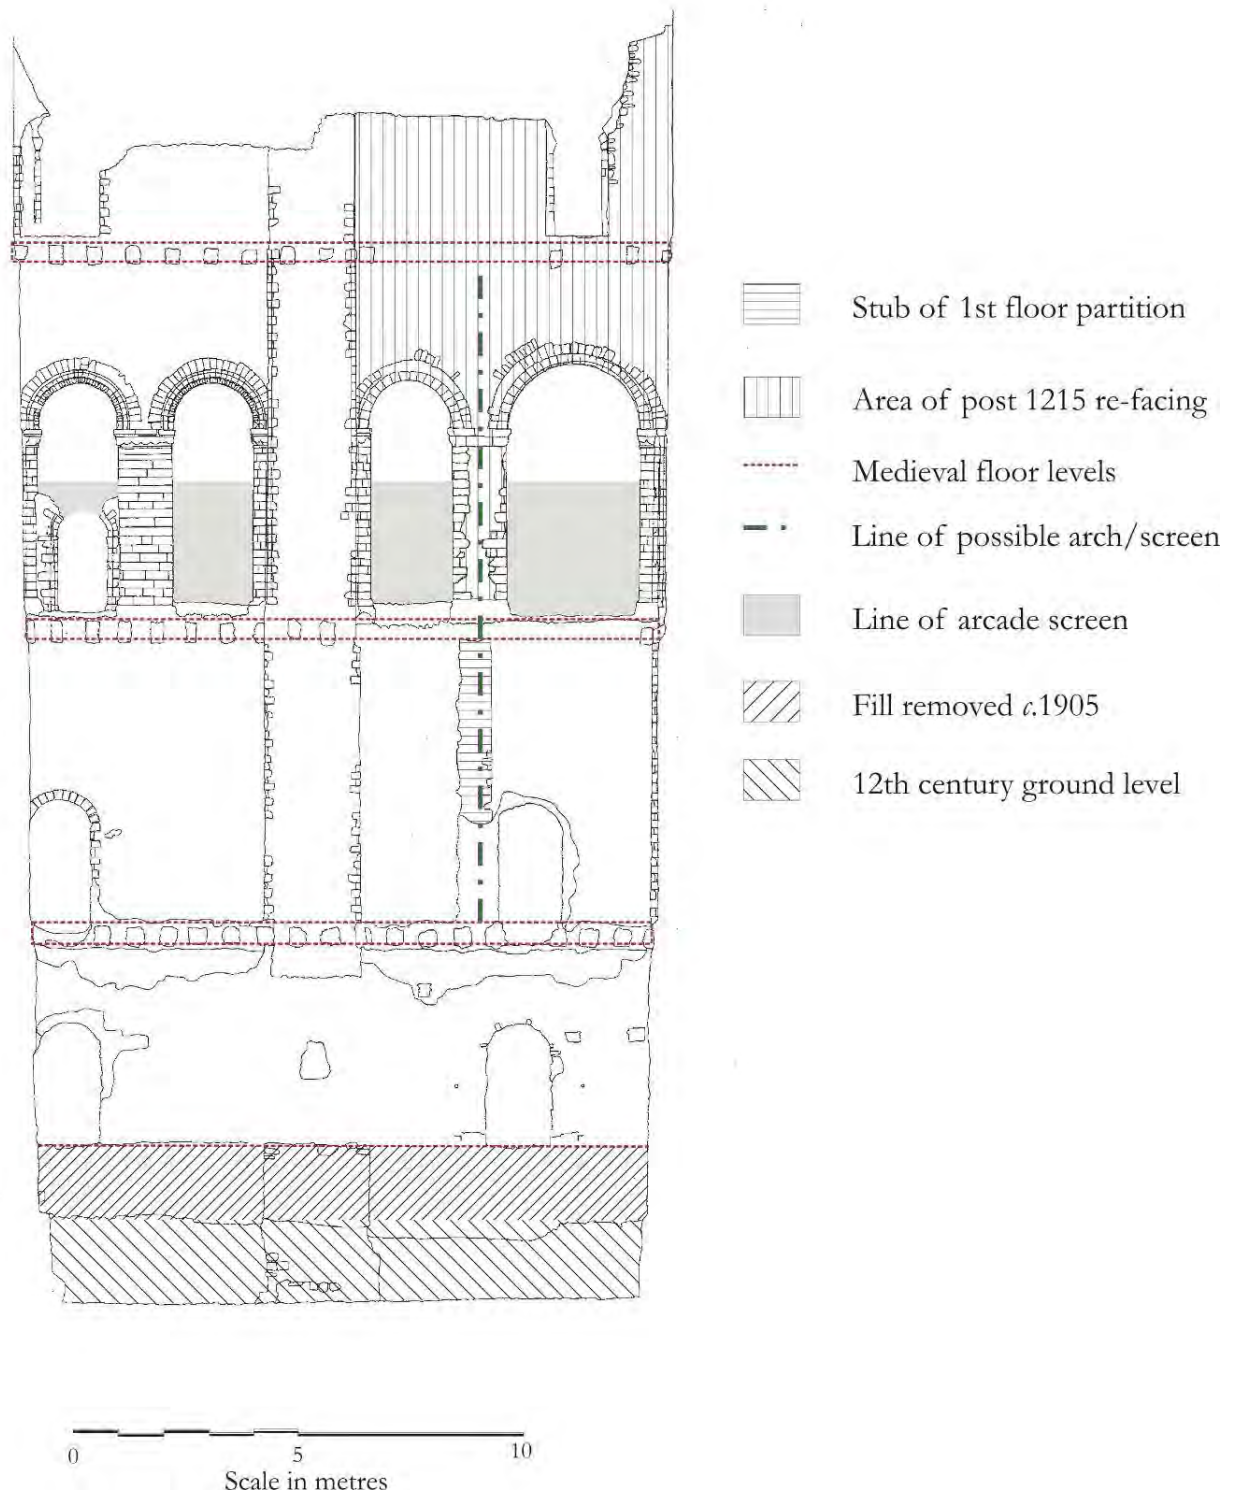 Stub of 1st floor partition
Area of post 1215 re-facing
Medieval floor levels
Line of possible arch/screen
Line of arcade screen
Fill removed c.1905
12th century ground level
0 5 10
Scale in metres